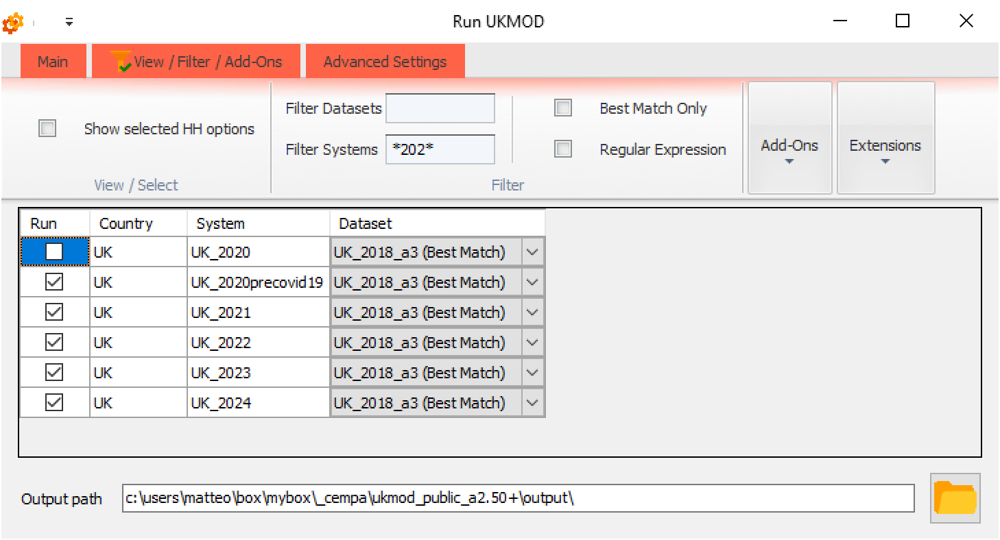 Run UKMOD
Main View / Filter / Add-Ons Advanced Settings
Show selected HH options
View / Select
Filter Datasets
Filter Systems *202*
Best Match Only
Regular Expression
Filter
Add-Ons
Extensions
Run Country System Dataset
UK UK_2020 UK_2018_a3 (Best Match)
UK UK_2020precovid19 UK_2018_a3 (Best Match)
UK UK_2021 UK_2018_a3 (Best Match)
UK UK_2022 UK_2018_a3 (Best Match)
UK UK_2023 UK_2018_a3 (Best Match)
UK UK_2024 UK_2018_a3 (Best Match)
Output path c:\users\matteo\box\mybox\_cempa\ukmod_public_a2.50+\output\